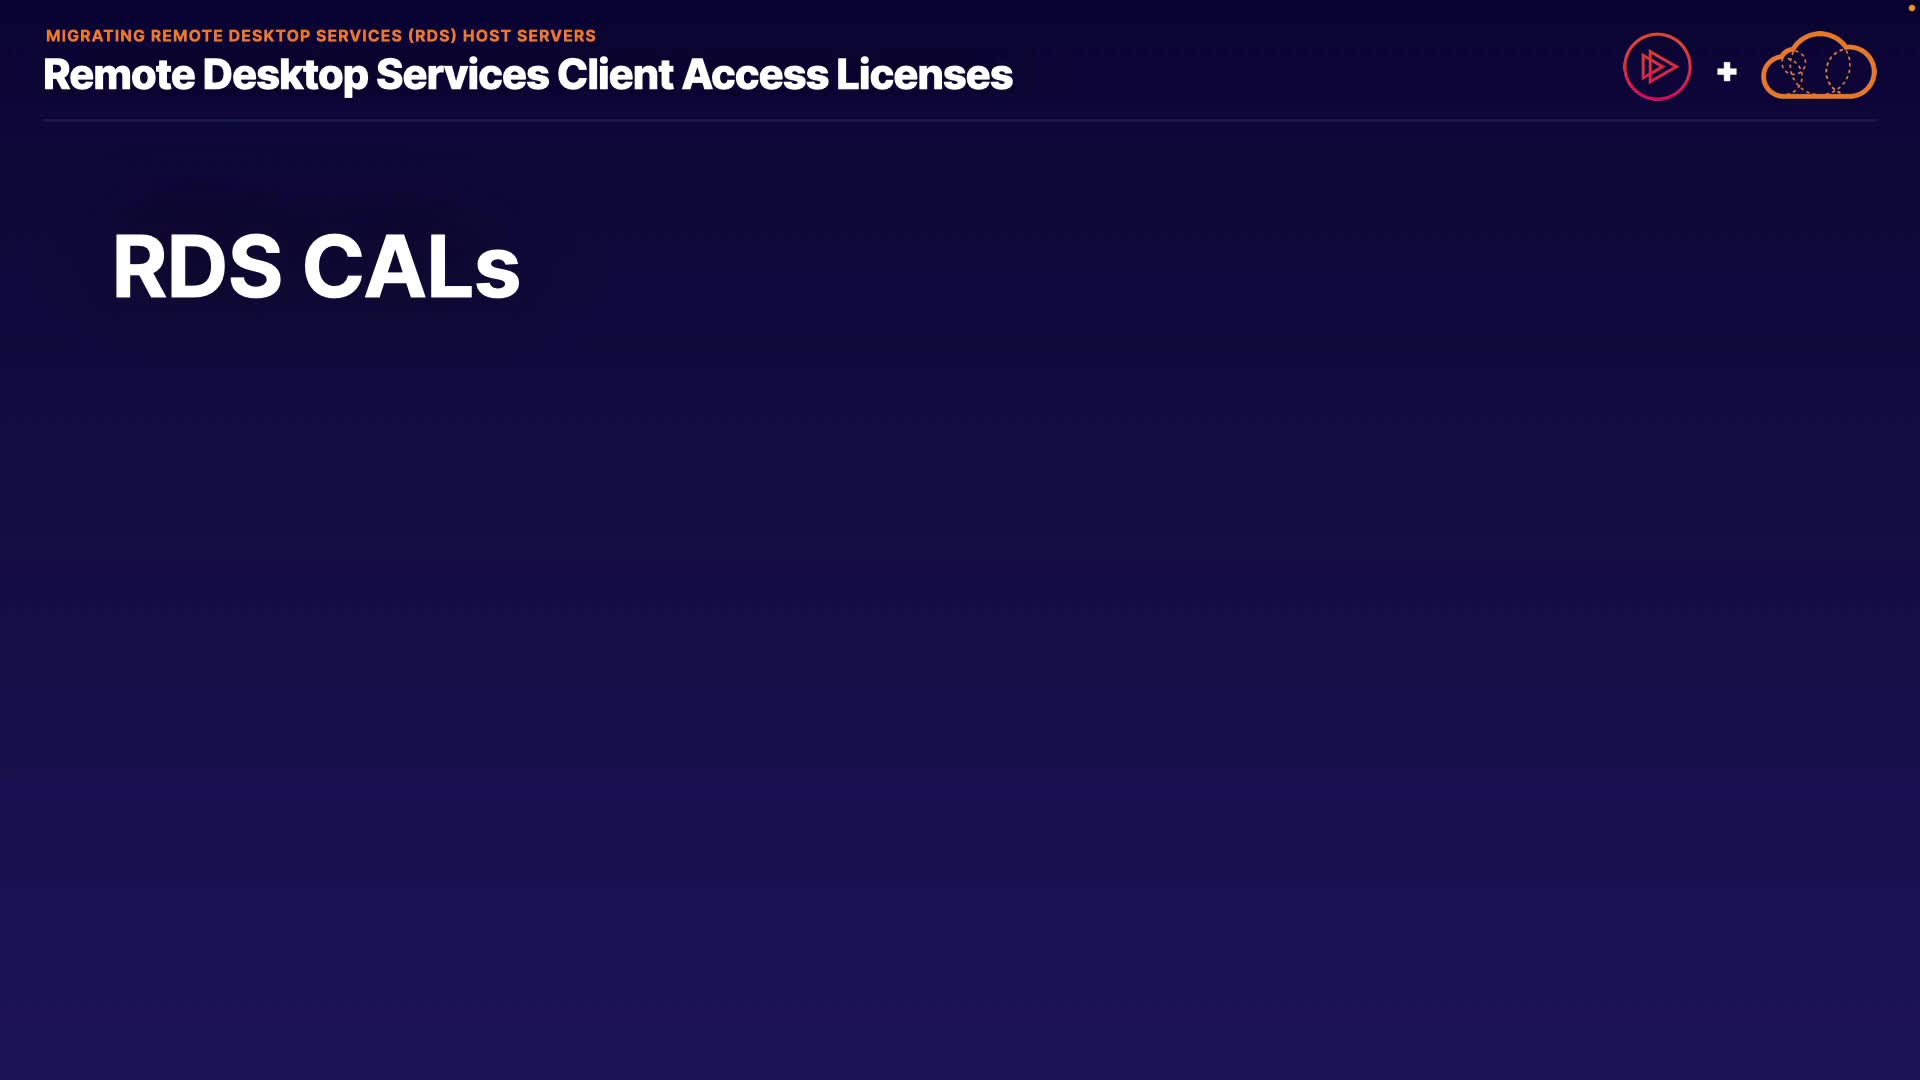 MIGRATING REMOTE DESKTOP SERVICES (RDS) HOST SERVERS
Remote Desktop Services Client Access Licenses
RDS CALs